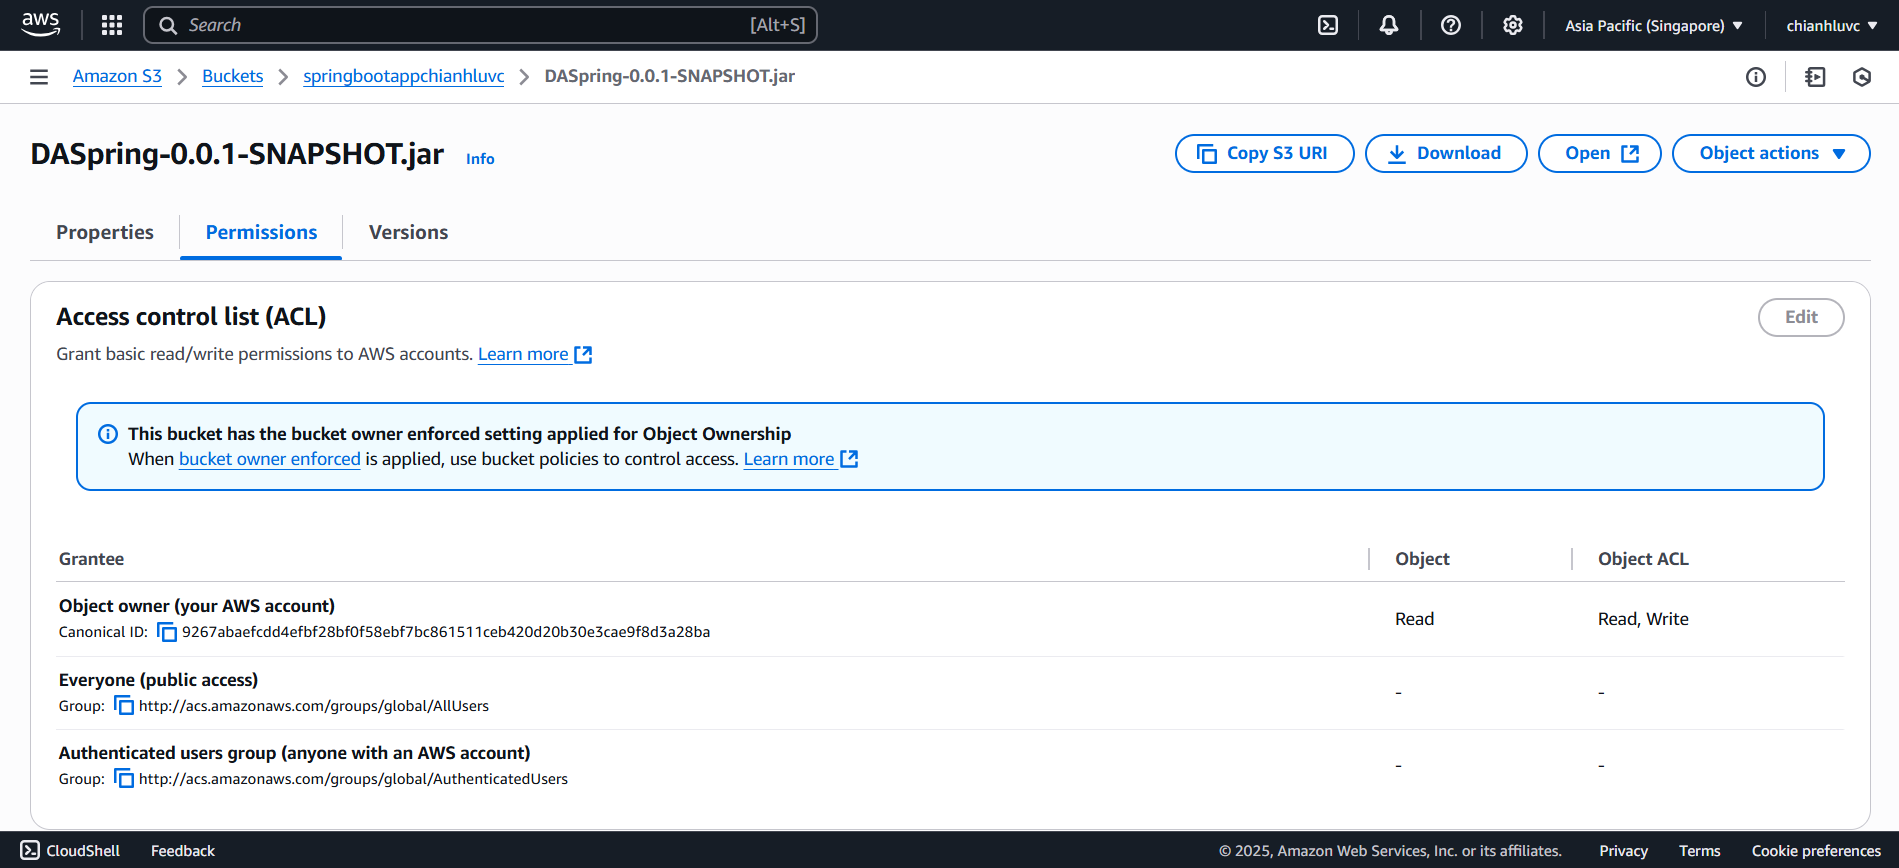 aws
Search [Alt+S]
Asia Pacific (Singapore)
chianhluvc
Amazon S3 > Buckets > springbootappchianhluvc > DASpring-0.0.1-SNAPSHOT.jar
DASpring-0.0.1-SNAPSHOT.jar Info
Copy S3 URI
Download
Open
Object actions
Properties
Permissions
Versions
Access control list (ACL)
Edit
Grant basic read/write permissions to AWS accounts. Learn more
This bucket has the bucket owner enforced setting applied for Object Ownership
When bucket owner enforced is applied, use bucket policies to control access. Learn more
Grantee Object Object ACL
Object owner (your AWS account)
Canonical ID: 9267abaefcdd4efbf28bf0f58ebf7bc861511ceb420d20b30e3cae9f8d3a28ba
Read Read, Write
Everyone (public access)
Group: http://acs.amazonaws.com/groups/global/AllUsers
- -
Authenticated users group (anyone with an AWS account)
Group: http://acs.amazonaws.com/groups/global/AuthenticatedUsers
- -
CloudShell Feedback © 2025, Amazon Web Services, Inc. or its affiliates. Privacy Terms Cookie preferences